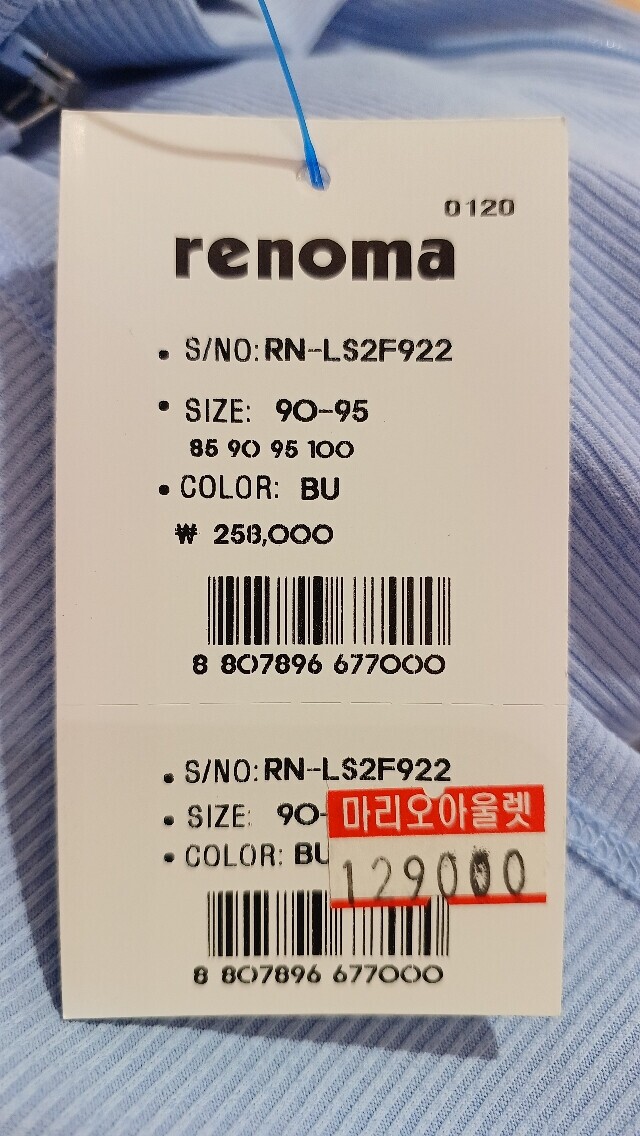 0120
renoma
• S/NO: RN-LS2F922
• SIZE: 90-95
85 90 95 100
• COLOR: BU
₩ 258,000
8 807896 677000
• S/NO: RN-LS2F922
• SIZE: 90-
마리오아울렛
• COLOR: BU
129000
8 807896 677000